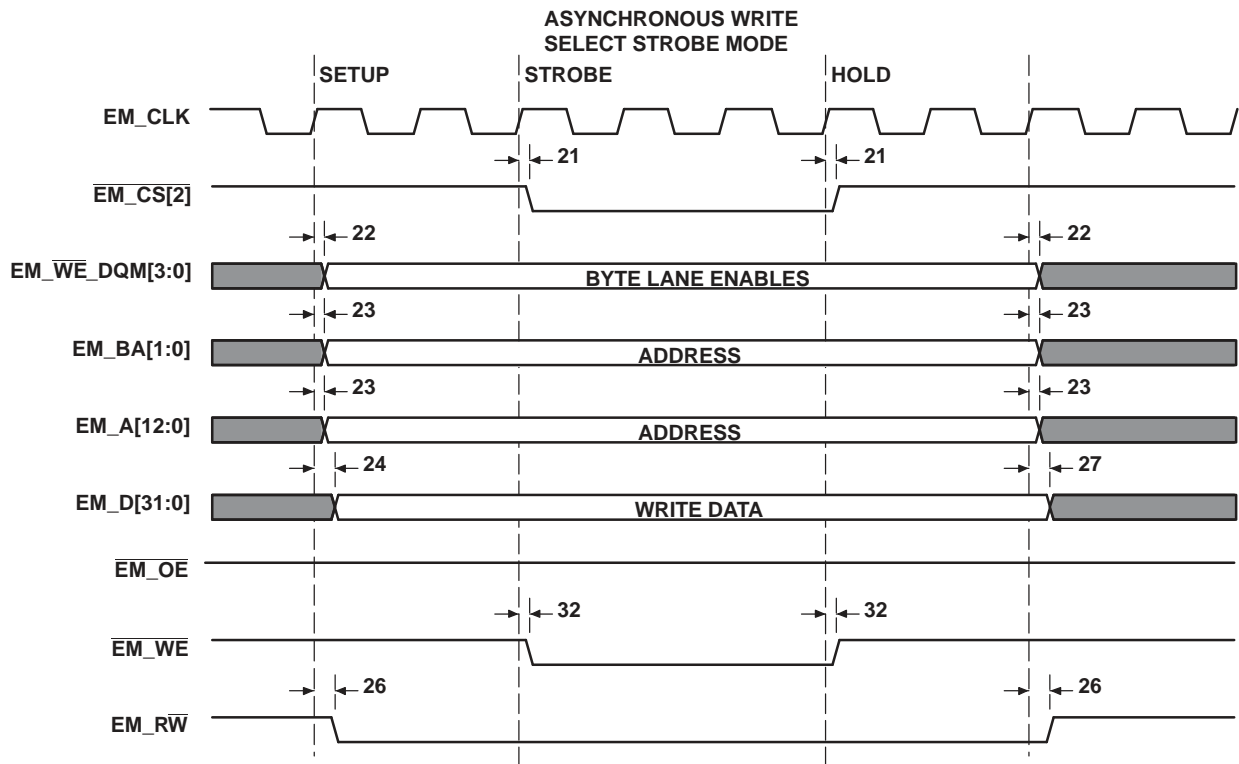 ASYNCHRONOUS WRITE
SELECT STROBE MODE
SETUP STROBE HOLD
EM_CLK
21 21
EM_CS[2]
22 22
EM_WE_DQM[3:0] BYTE LANE ENABLES
23 23
EM_BA[1:0] ADDRESS
23 23
EM_A[12:0] ADDRESS
24 27
EM_D[31:0] WRITE DATA
EM_OE
32 32
EM_WE
26 26
EM_RW